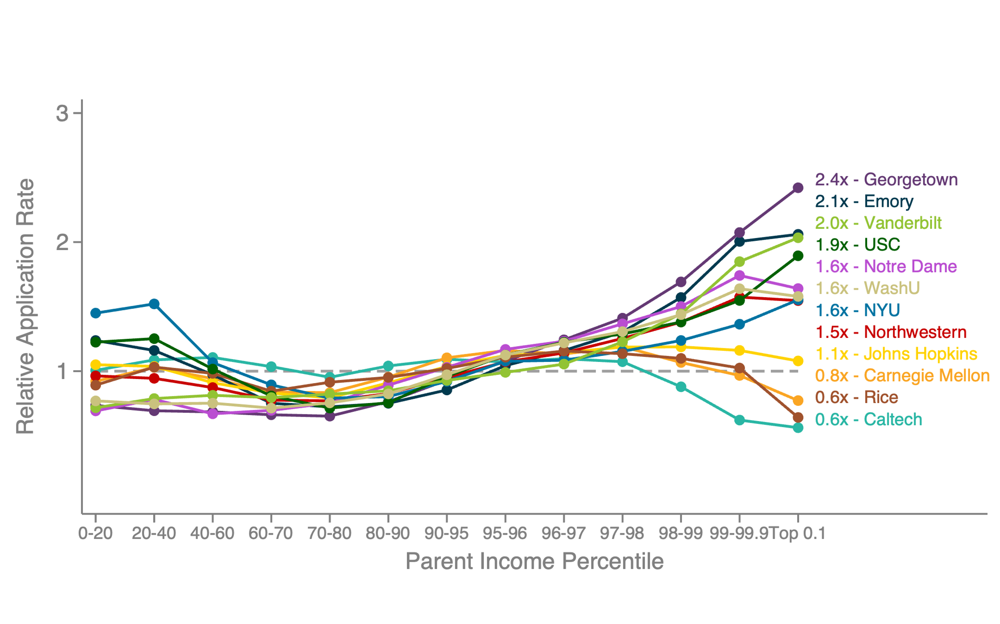 Relative Application Rate
3
2
1
2.4x - Georgetown
2.1x - Emory
2.0x - Vanderbilt
1.9x - USC
1.6x - Notre Dame
1.6x - WashU
1.6x - NYU
1.5x - Northwestern
1.1x - Johns Hopkins
0.8x - Carnegie Mellon
0.6x - Rice
0.6x - Caltech
0-20 20-40 40-60 60-70 70-80 80-90 90-95 95-96 96-97 97-98 98-99 99-99.9 Top 0.1
Parent Income Percentile